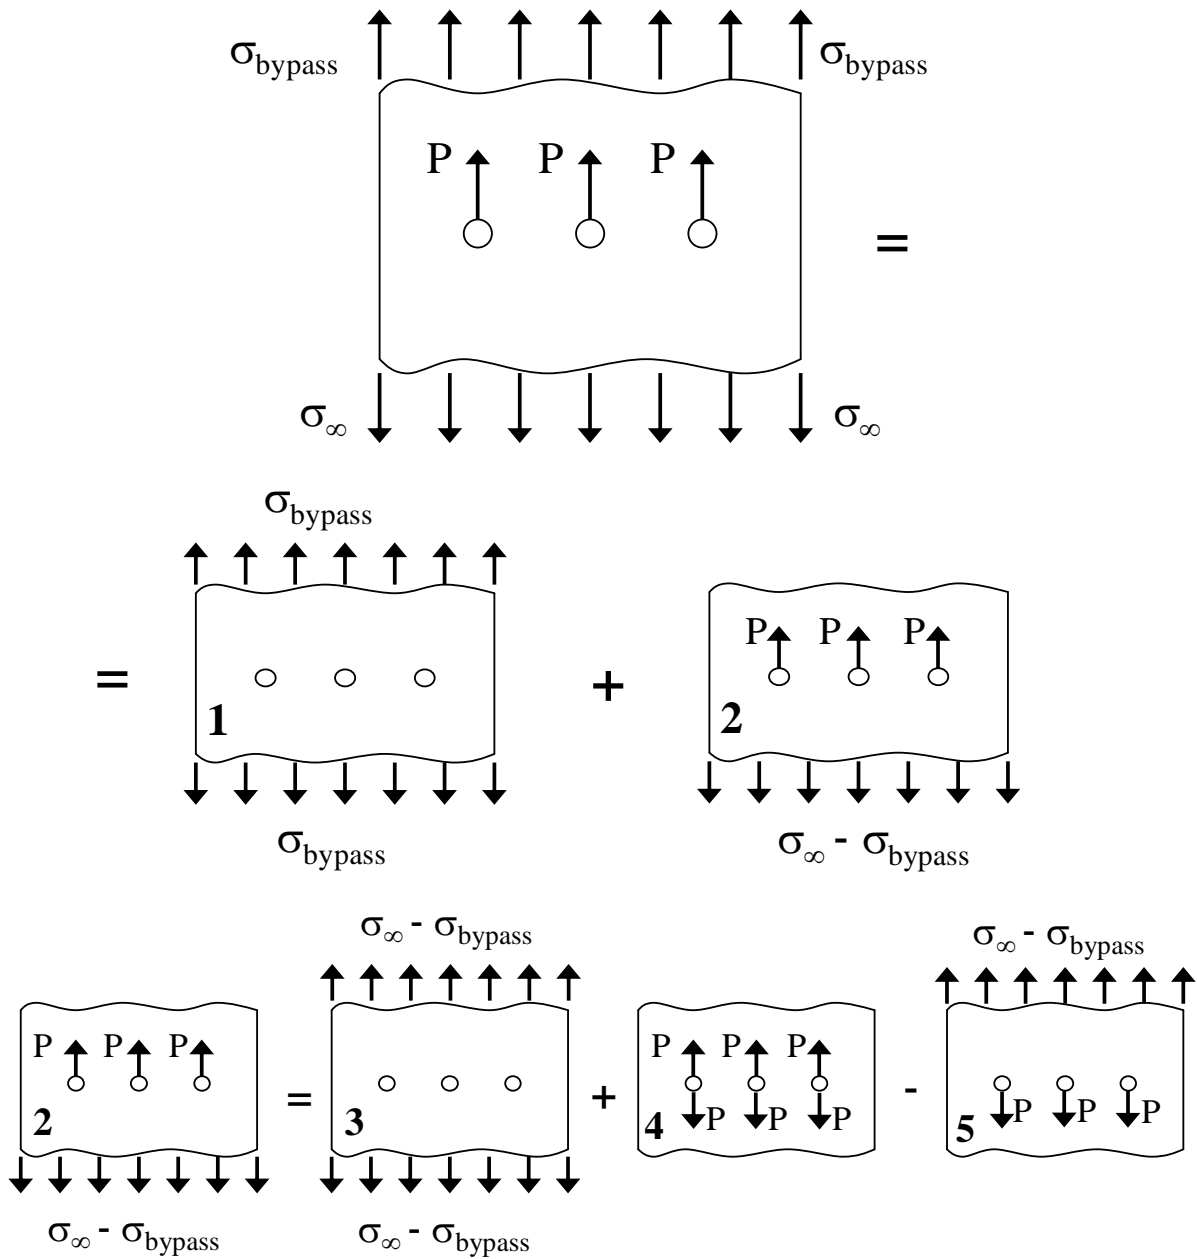 σbypass σbypass
P P P
=
σ∞ σ∞
σbypass
= +
P P P
1 2
σbypass
σ∞ - σbypass
σ∞ - σbypass σ∞ - σbypass
P P P P P P
= + -
2 3 4 P P P 5 P P P
σ∞ - σbypass σ∞ - σbypass